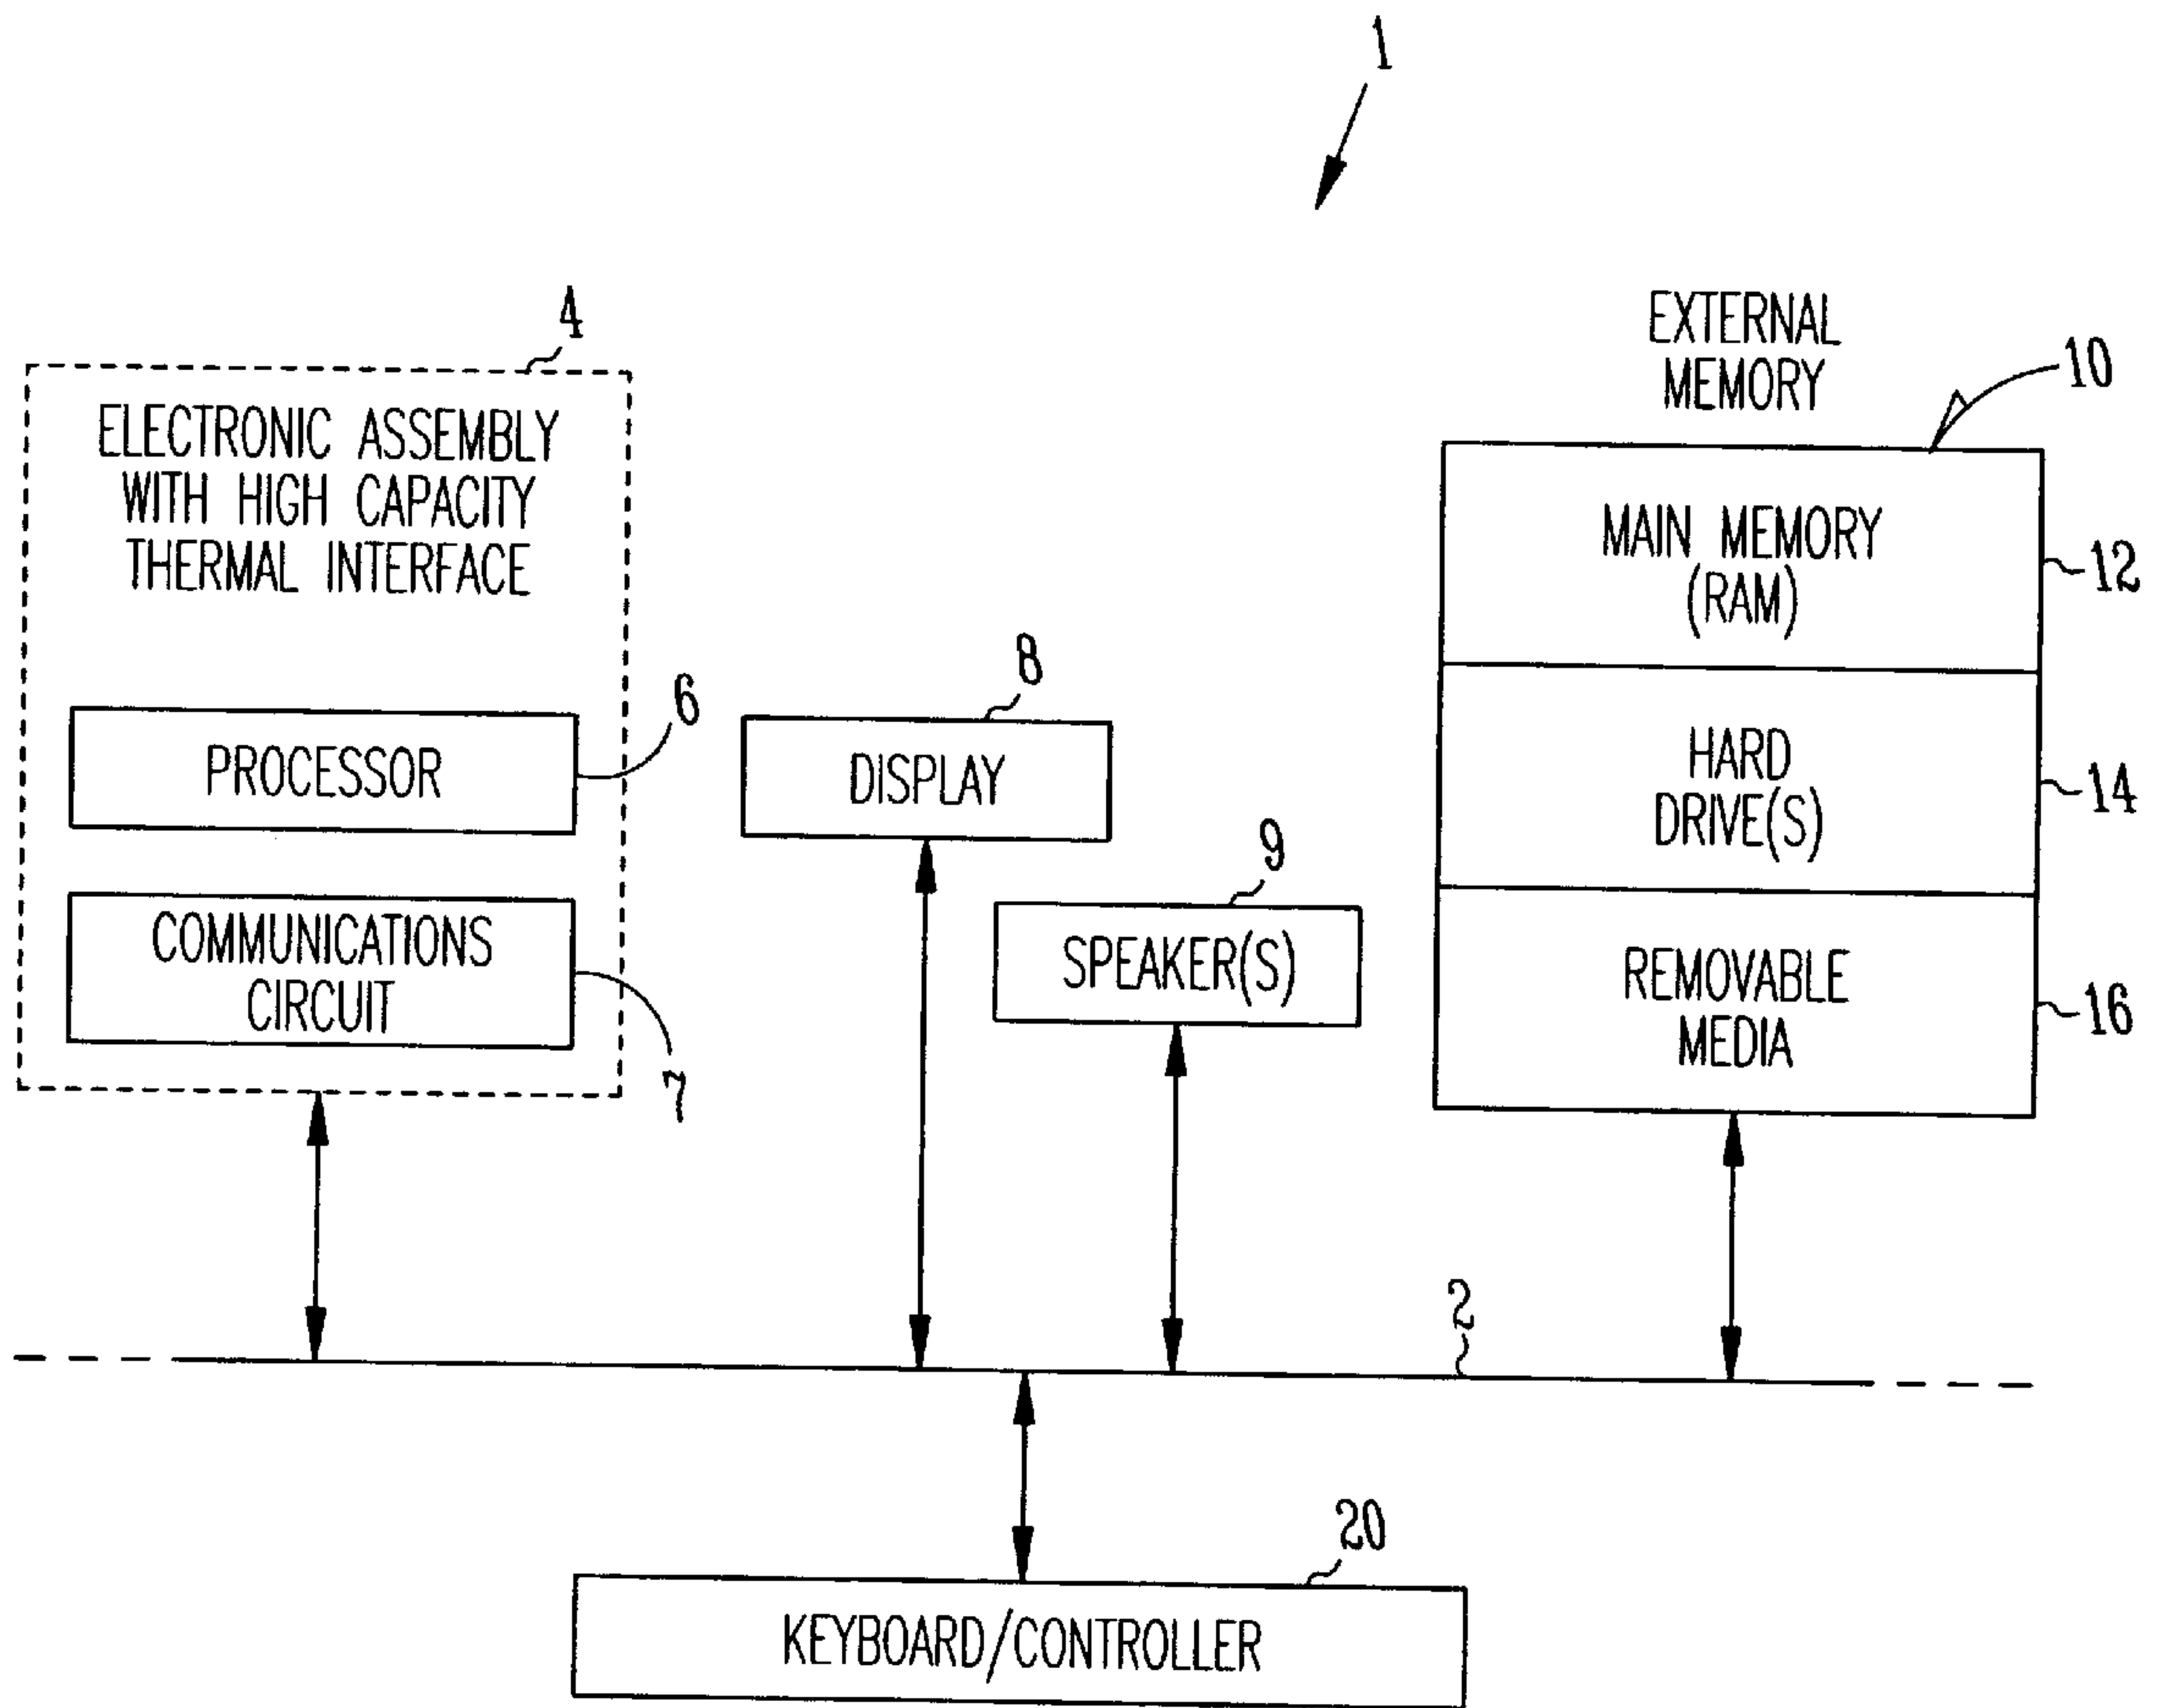 1
4
ELECTRONIC ASSEMBLY
WITH HIGH CAPACITY
THERMAL INTERFACE
6
PROCESSOR
COMMUNICATIONS
CIRCUIT
7
8
DISPLAY
9
SPEAKER(S)
EXTERNAL
MEMORY
10
MAIN MEMORY
(RAM)
12
HARD
DRIVE(S)
14
REMOVABLE
MEDIA
16
2
20
KEYBOARD/CONTROLLER